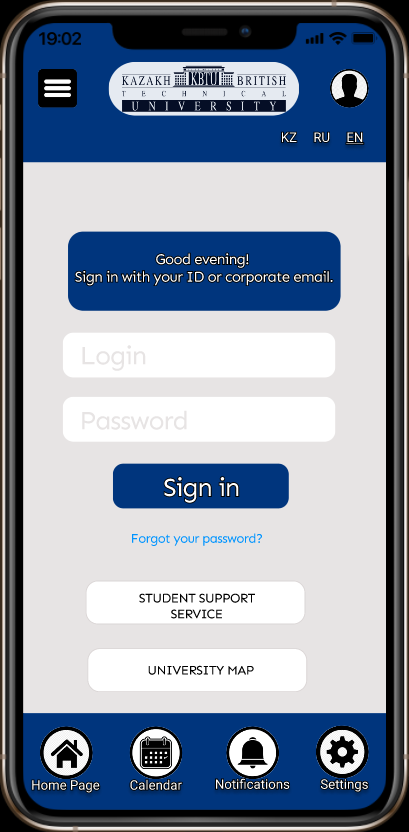 19:02
KAZAKH KBTU BRITISH
TECHNICAL
UNIVERSITY
KZ RU EN
Good evening!
Sign in with your ID or corporate email.
Login
Password
Sign in
Forgot your password?
STUDENT SUPPORT
SERVICE
UNIVERSITY MAP
Home Page Calendar Notifications Settings